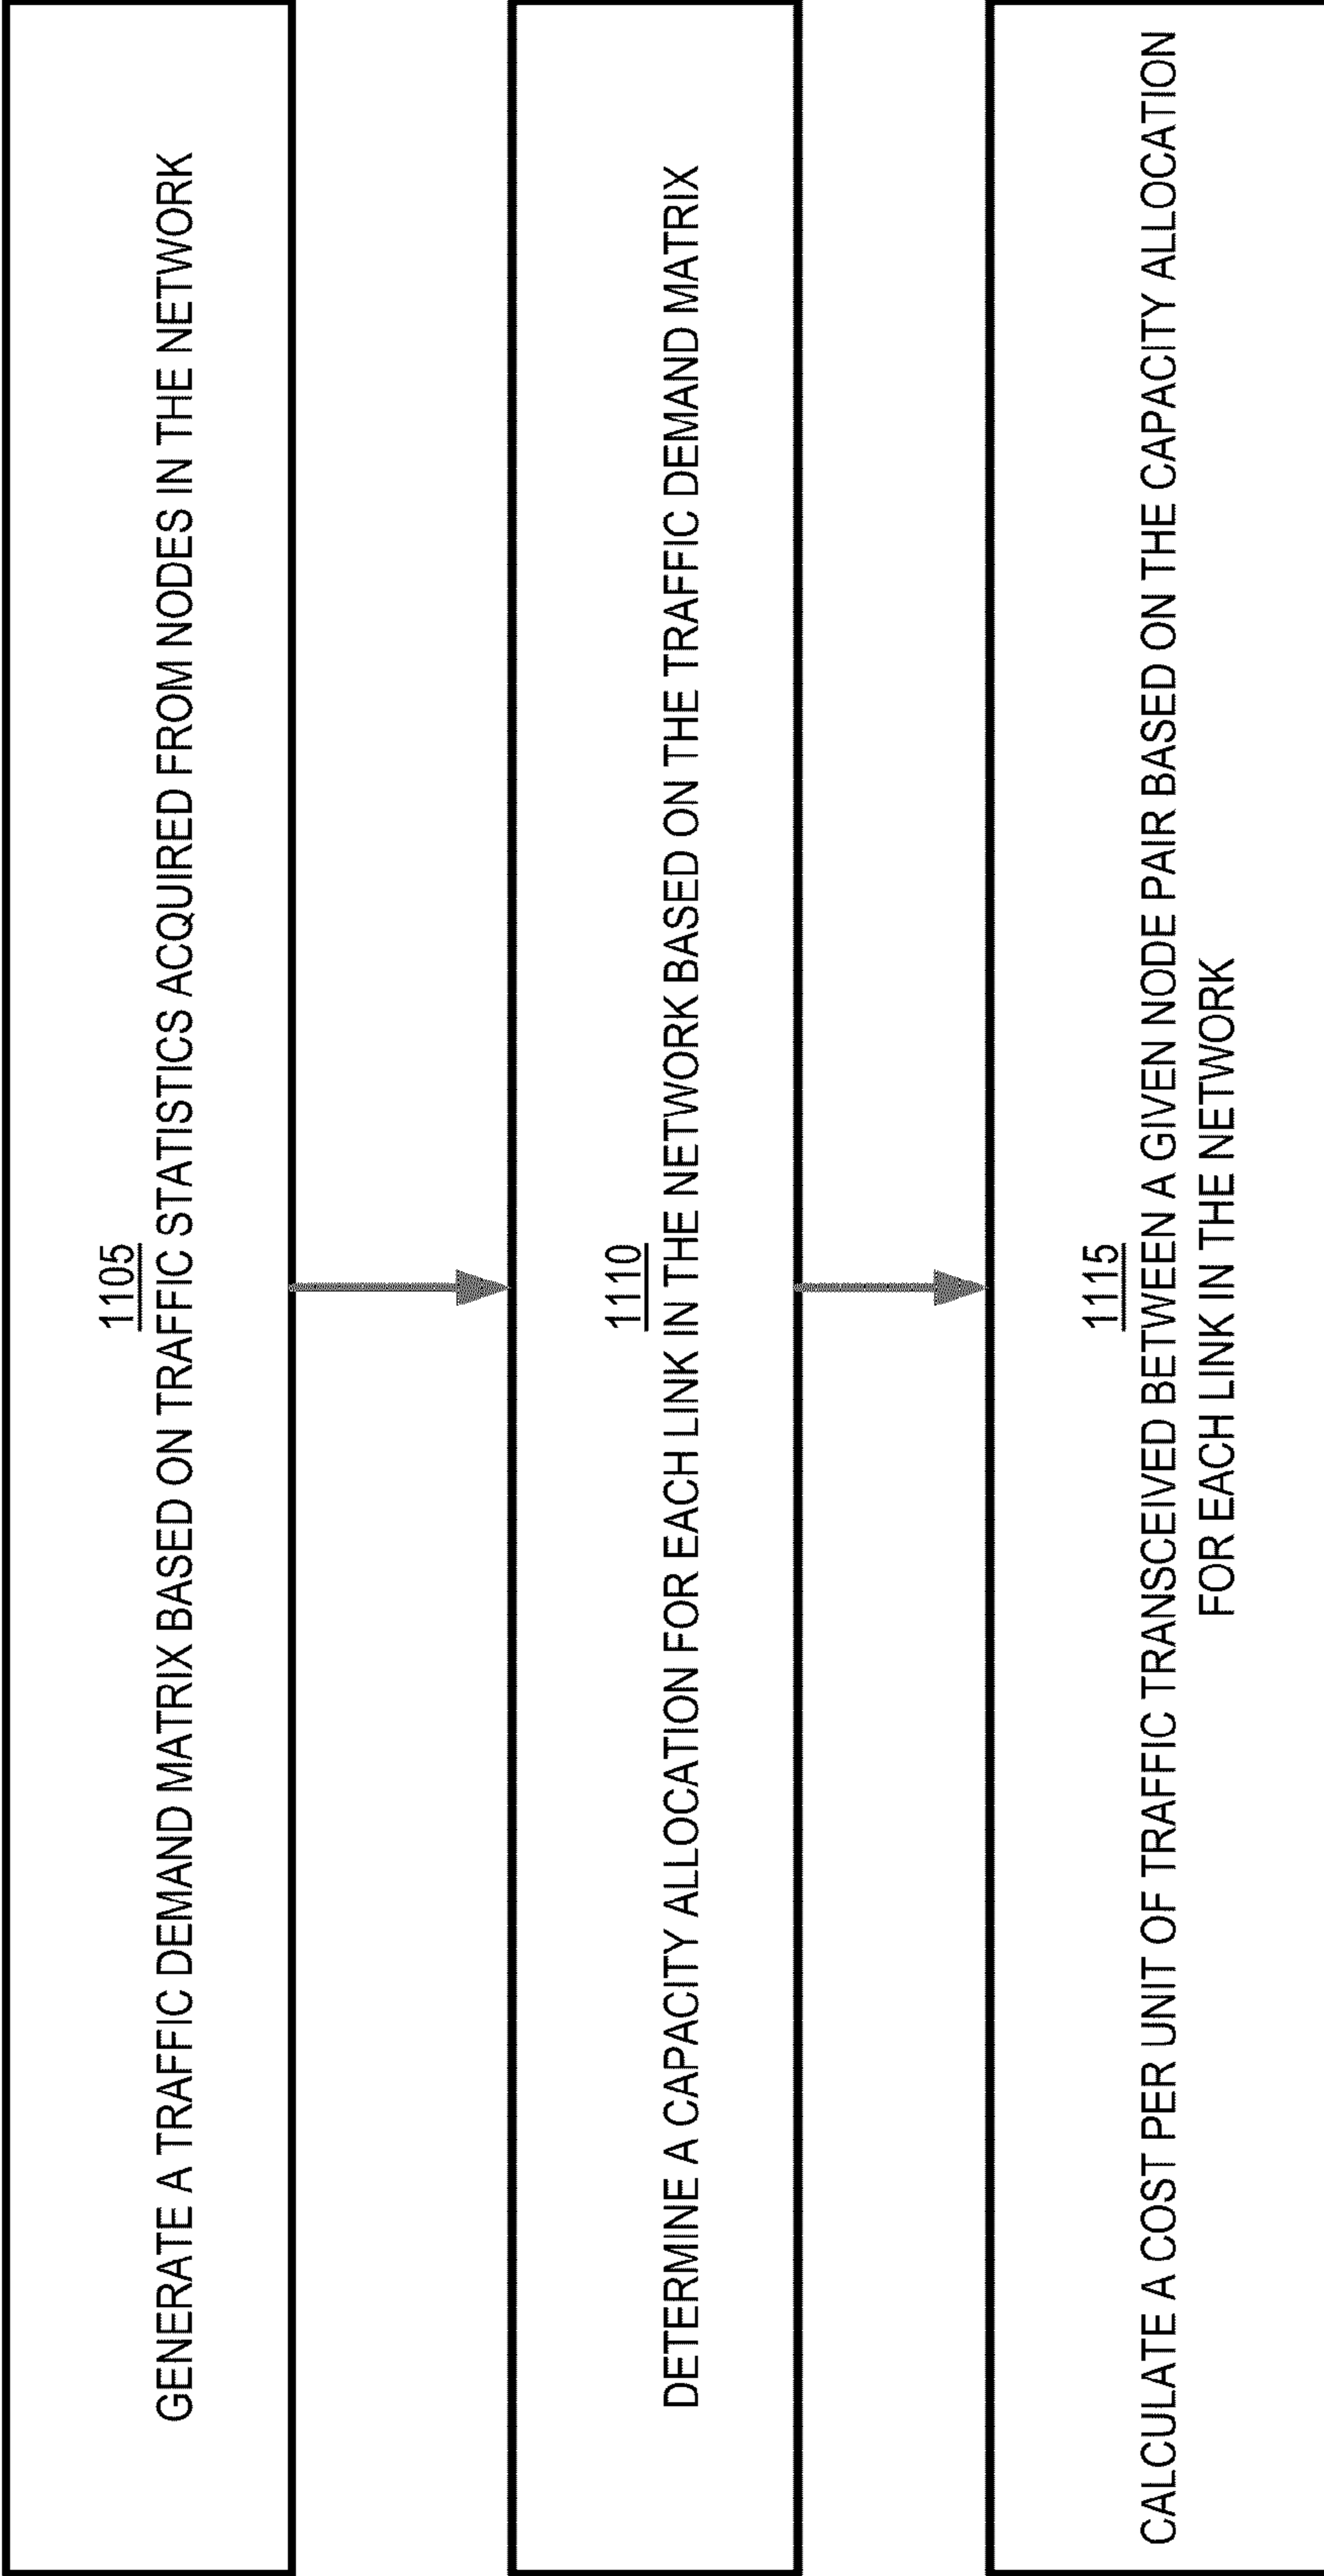 1105
GENERATE A TRAFFIC DEMAND MATRIX BASED ON TRAFFIC STATISTICS ACQUIRED FROM NODES IN THE NETWORK
1110
DETERMINE A CAPACITY ALLOCATION FOR EACH LINK IN THE NETWORK BASED ON THE TRAFFIC DEMAND MATRIX
1115
CALCULATE A COST PER UNIT OF TRAFFIC TRANSCEIVED BETWEEN A GIVEN NODE PAIR BASED ON THE CAPACITY ALLOCATION
FOR EACH LINK IN THE NETWORK